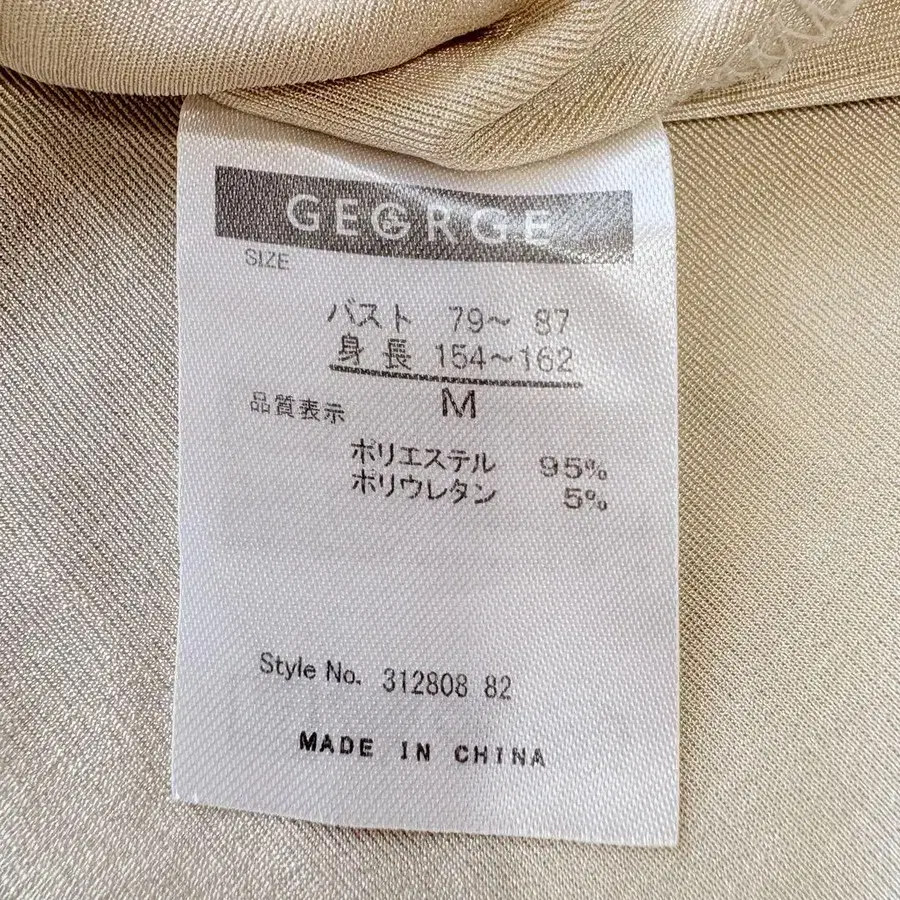 GEORGE
SIZE
バスト 79～ 87
身長 154～162
M
品質表示
ポリエステル 95%
ポリウレタン 5%
Style No. 312808 82
MADE IN CHINA